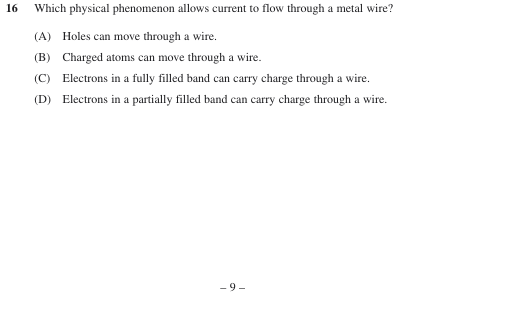 16 Which physical phenomenon allows current to flow through a metal wire?
(A) Holes can move through a wire.
(B) Charged atoms can move through a wire.
(C) Electrons in a fully filled band can carry charge through a wire.
(D) Electrons in a partially filled band can carry charge through a wire.
– 9 –